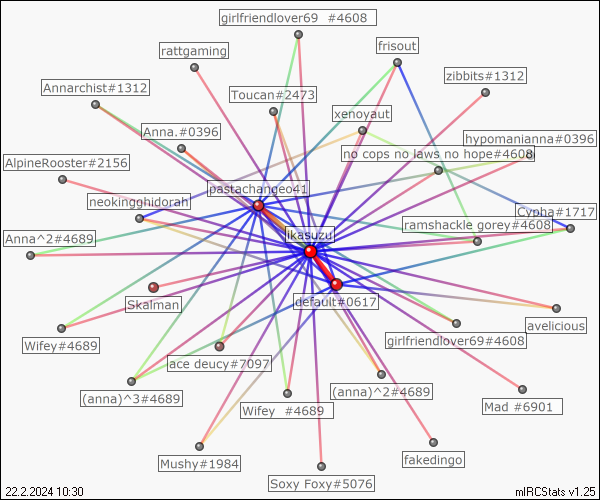 girlfriendlover69  #4608
rattgaming
frisout
zibbits#1312
Annarchist#1312
Toucan#2473
xenoyaut
Anna.#0396
hypomanianna#0396
no cops no laws no hope#4608
AlpineRooster#2156
pastachangeo41
neokingghidorah
Cypha#1717
ramshackle gorey#4608
ikasuzu
Anna^2#4689
default#0617
Skalman
avelicious
Wifey#4689
girlfriendlover69#4608
ace deucy#7097
(anna)^3#4689
(anna)^2#4689
Wifey  #4689
Mad #6901
Mushy#1984
fakedingo
Soxy Foxy#5076
22.2.2024 10:30
mIRCStats v1.25